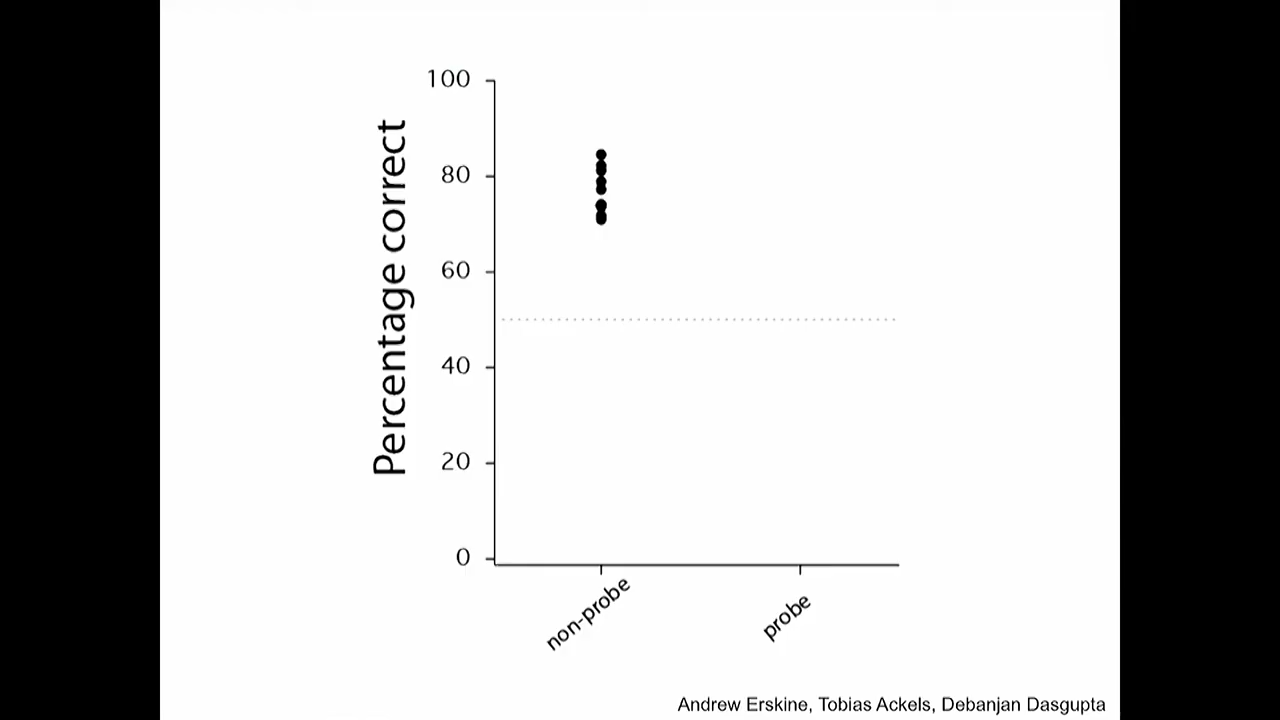 100
80
60
40
20
0
Percentage correct
non-probe
probe
Andrew Erskine, Tobias Ackels, Debanjan Dasgupta